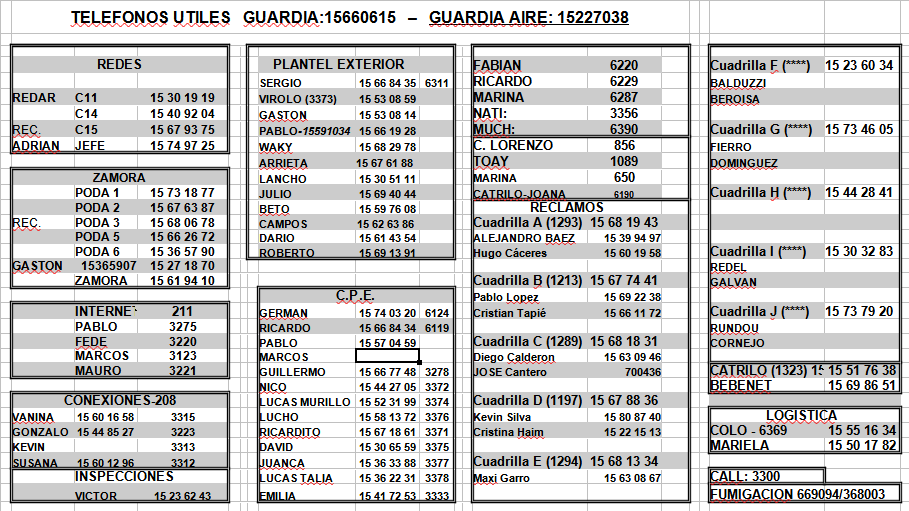 TELEFONOS UTILES GUARDIA:15660615 – GUARDIA AIRE: 15227038
REDES
REDAR C11 15 30 19 19
C14 15 40 92 04
REC. C15 15 67 93 75
ADRIAN JEFE 15 74 97 25
ZAMORA
PODA 1 15 73 18 77
PODA 2 15 67 63 87
REC. PODA 3 15 68 06 78
PODA 5 15 66 26 72
PODA 6 15 36 57 90
GASTON 15365907 15 27 18 70
ZAMORA 15 61 94 10
INTERNE 211
PABLO 3275
FEDE 3220
MARCOS 3123
MAURO 3221
CONEXIONES-208
VANINA 15 60 16 58 3315
GONZALO 15 44 85 27 3223
KEVIN 3313
SUSANA 15 60 12 96 3312
INSPECCIONES
VICTOR 15 23 62 43
PLANTEL EXTERIOR
SERGIO 15 66 84 35 6311
VIROLO (3373) 15 53 08 59
GASTON 15 53 08 14
PABLO-15591034 15 66 19 28
WAKY 15 68 29 78
ARRIETA 15 67 61 88
LANCHO 15 30 51 11
JULIO 15 69 40 44
BETO 15 59 76 08
CAMPOS 15 62 63 86
DARIO 15 61 43 54
ROBERTO 15 69 13 91
C.P.E.
GERMAN 15 74 03 20 6124
RICARDO 15 66 84 34 6119
PABLO 15 57 04 59
MARCOS
GUILLERMO 15 66 77 48 3278
NICO 15 44 27 05 3372
LUCAS MURILLO 15 52 31 99 3374
LUCHO 15 58 13 72 3376
RICARDITO 15 67 18 61 3371
DAVID 15 30 65 59 3375
JUANCA 15 36 33 88 3377
LUCAS TALIA 15 36 22 31 3378
EMILIA 15 41 72 53 3333
FABIAN 6220
RICARDO 6229
MARINA 6287
NATI: 3356
MUCH: 6390
C. LORENZO 856
TOAY 1089
MARINA 650
CATRILO-JOANA 6190
RECLAMOS
Cuadrilla A (1293) 15 68 19 43
ALEJANDRO BAEZ 15 39 94 97
Hugo Cáceres 15 60 19 58
Cuadrilla B (1213) 15 67 74 41
Pablo Lopez 15 69 22 38
Cristian Tapié 15 66 11 72
Cuadrilla C (1289) 15 68 18 31
Diego Calderon 15 63 09 46
JOSE Cantero 700436
Cuadrilla D (1197) 15 67 88 36
Kevin Silva 15 80 87 40
Cristina Haim 15 22 15 13
Cuadrilla E (1294) 15 68 13 34
Maxi Garro 15 63 08 67
Cuadrilla F (****) 15 23 60 34
BALDUZZI
BEROISA
Cuadrilla G (****) 15 73 46 05
FIERRO
DOMINGUEZ
Cuadrilla H (****) 15 44 28 41
Cuadrilla I (****) 15 30 32 83
REDEL
GALVAN
Cuadrilla J (****) 15 73 79 20
RUNDOU
CORNEJO
CATRILO (1323) 15 15 51 76 38
BEBENET 15 69 86 51
LOGISTICA
COLO - 6369 15 55 16 34
MARIELA 15 50 17 82
CALL: 3300
FUMIGACION 669094/368003